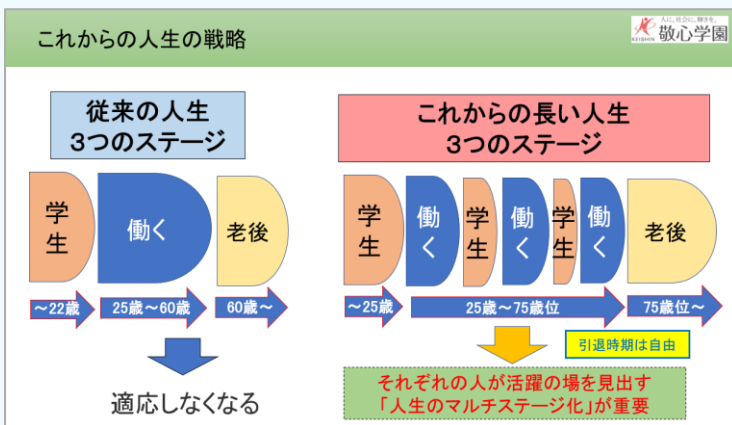 これからの人生の戦略
人に、社会に、輝きを。
KEISHIN 敬心学園
従来の人生
3つのステージ
学生
働く
老後
~22歳
25歳~60歳
60歳~
適応しなくなる
これからの長い人生
3つのステージ
学生
働く
学生
働く
学生
働く
老後
~25歳
25歳~75歳位
75歳位~
引退時期は自由
それぞれの人が活躍の場を見出す
「人生のマルチステージ化」が重要